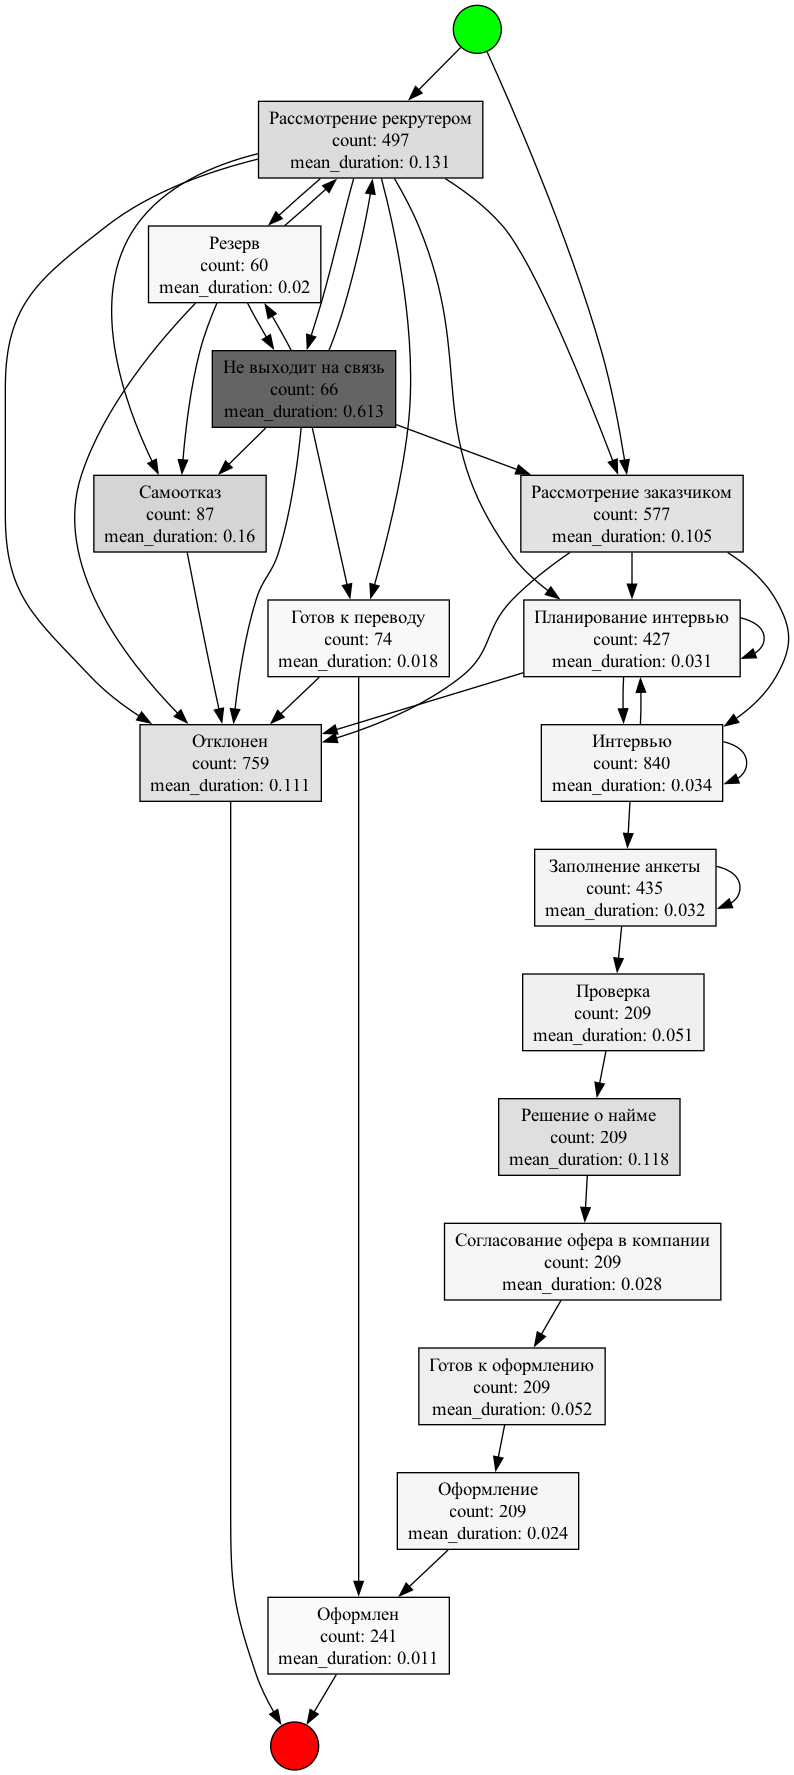 Рассмотрение рекрутером
count: 497
mean_duration: 0.131
Резерв
count: 60
mean_duration: 0.02
Не выходит на связь
count: 66
mean_duration: 0.613
Самоотказ
count: 87
mean_duration: 0.16
Рассмотрение заказчиком
count: 577
mean_duration: 0.105
Готов к переводу
count: 74
mean_duration: 0.018
Планирование интервью
count: 427
mean_duration: 0.031
Отклонен
count: 759
mean_duration: 0.111
Интервью
count: 840
mean_duration: 0.034
Заполнение анкеты
count: 435
mean_duration: 0.032
Проверка
count: 209
mean_duration: 0.051
Решение о найме
count: 209
mean_duration: 0.118
Согласование офера в компании
count: 209
mean_duration: 0.028
Готов к оформлению
count: 209
mean_duration: 0.052
Оформление
count: 209
mean_duration: 0.024
Оформлен
count: 241
mean_duration: 0.011